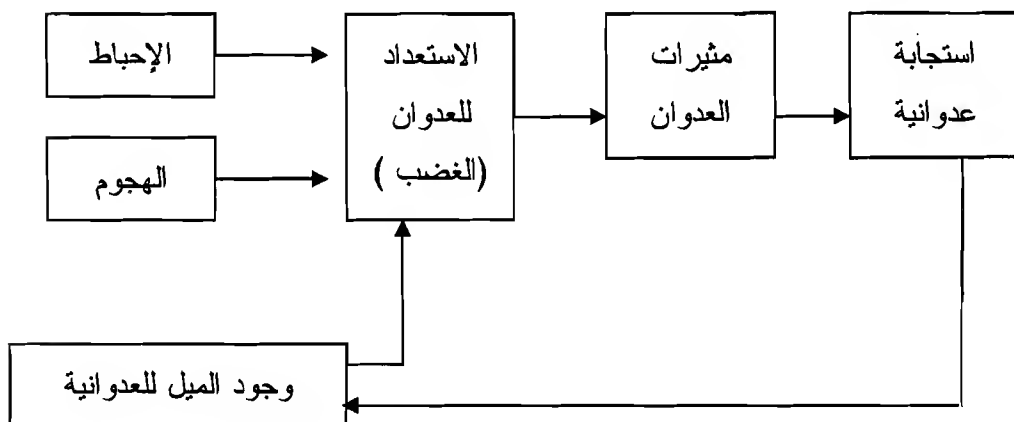 الإحباط
الهجوم
الاستعداد
للعدوان
(الغضب )
مثيرات
العدوان
استجابة
عدوانية
وجود الميل للعدوانية